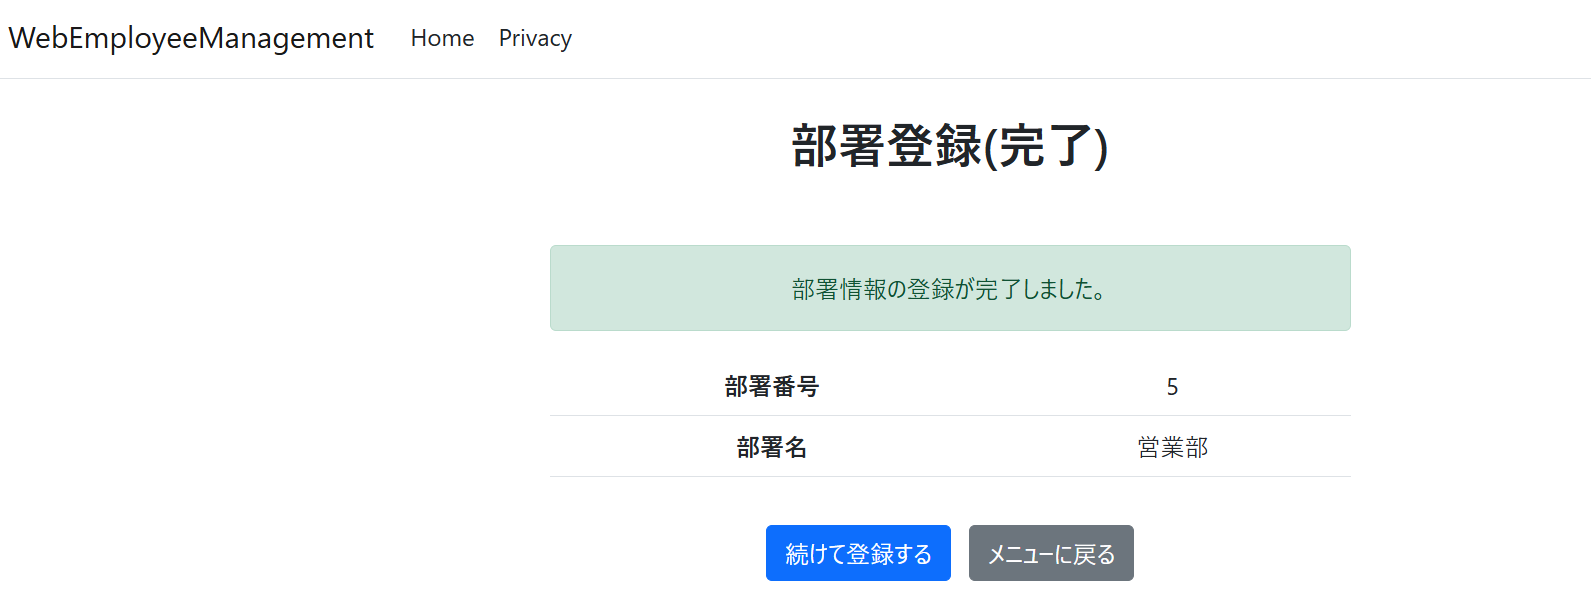 WebEmployeeManagement Home Privacy
部署登録(完了)
部署情報の登録が完了しました。
部署番号 5
部署名 営業部
続けて登録する メニューに戻る